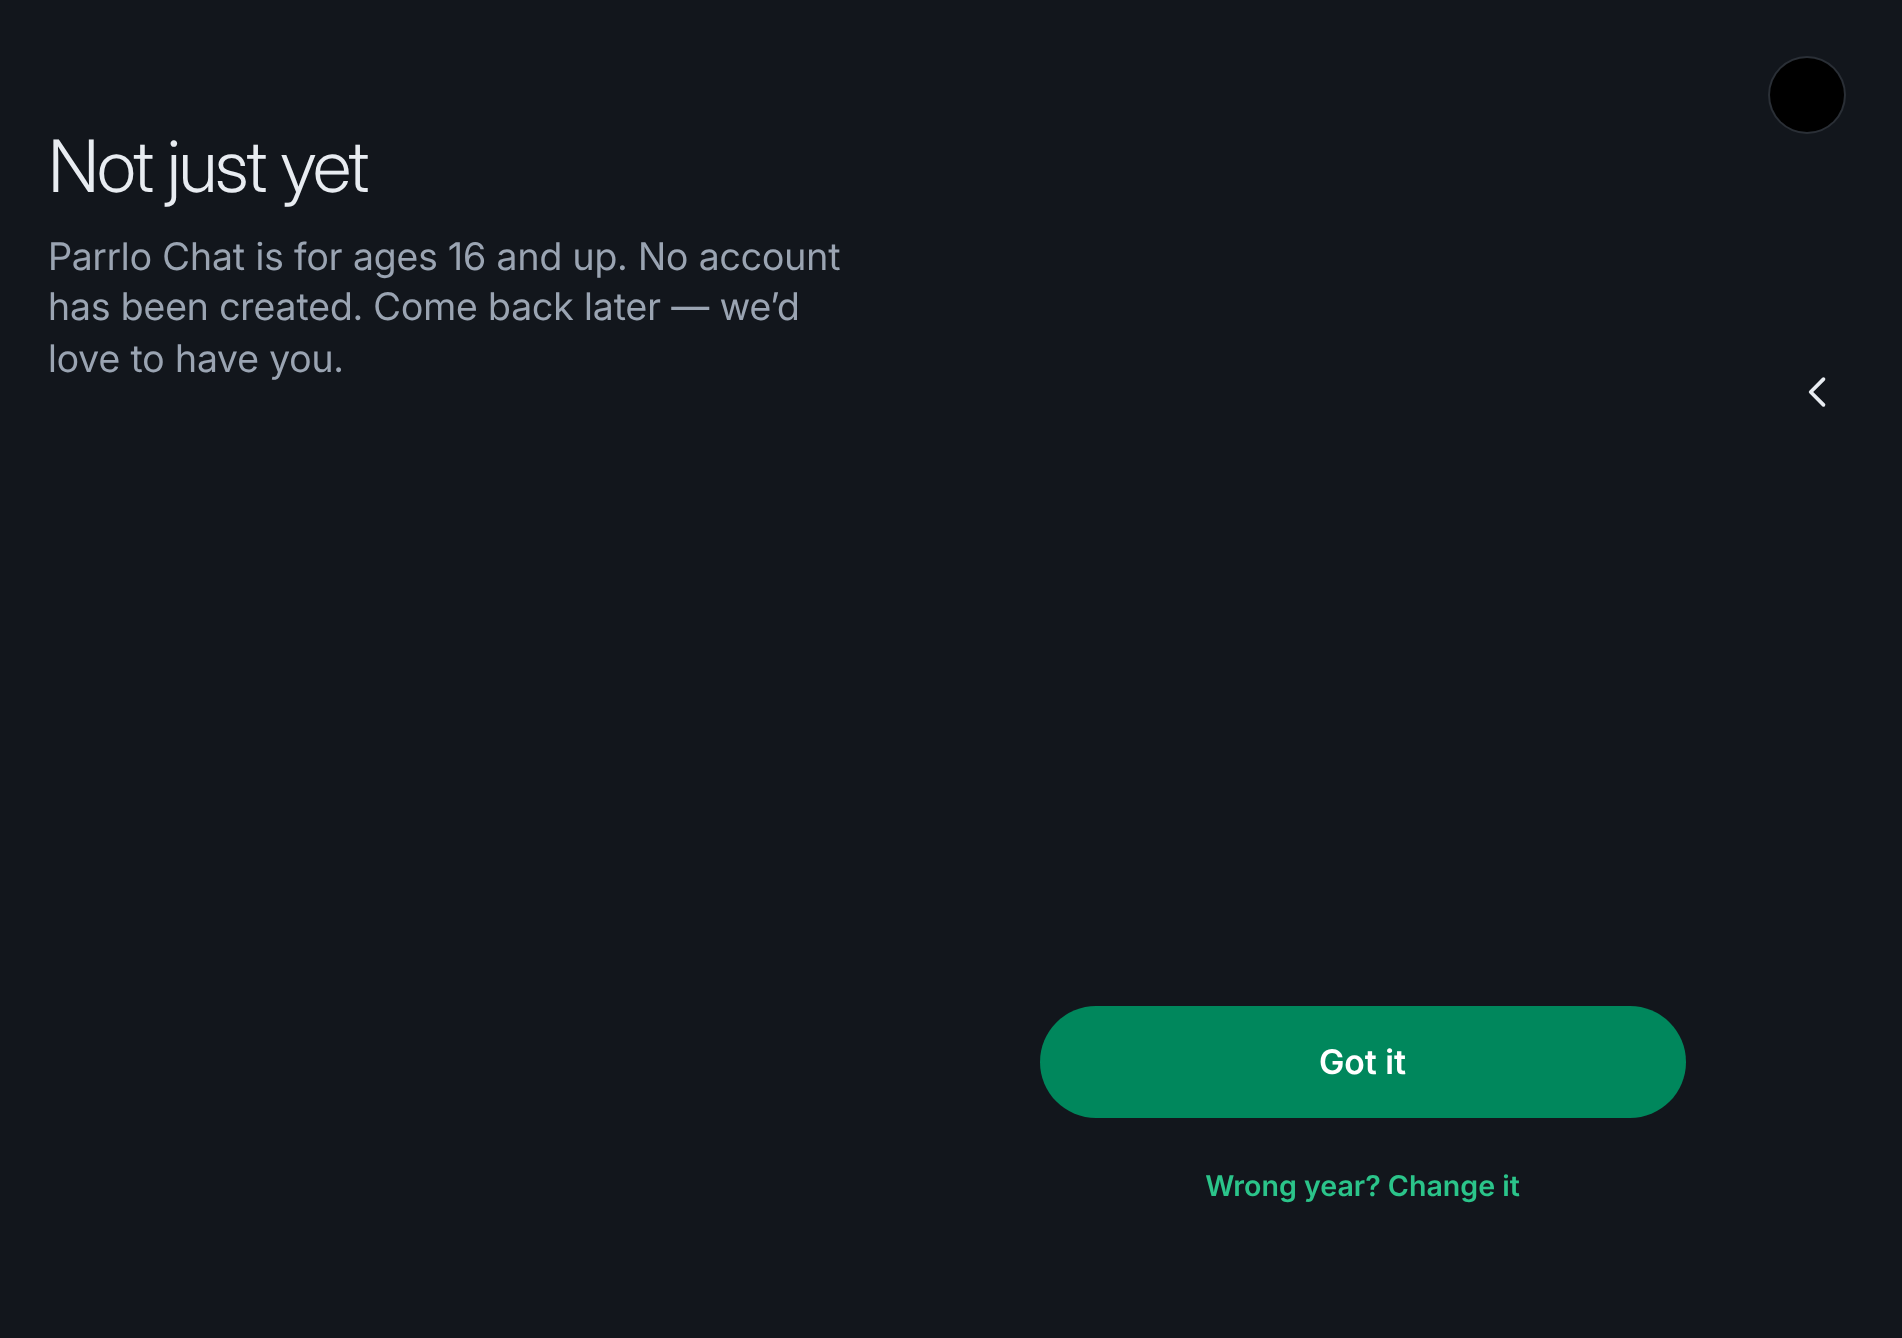 Not just yet
Parrlo Chat is for ages 16 and up. No account
has been created. Come back later — we’d
love to have you.
Got it
Wrong year? Change it